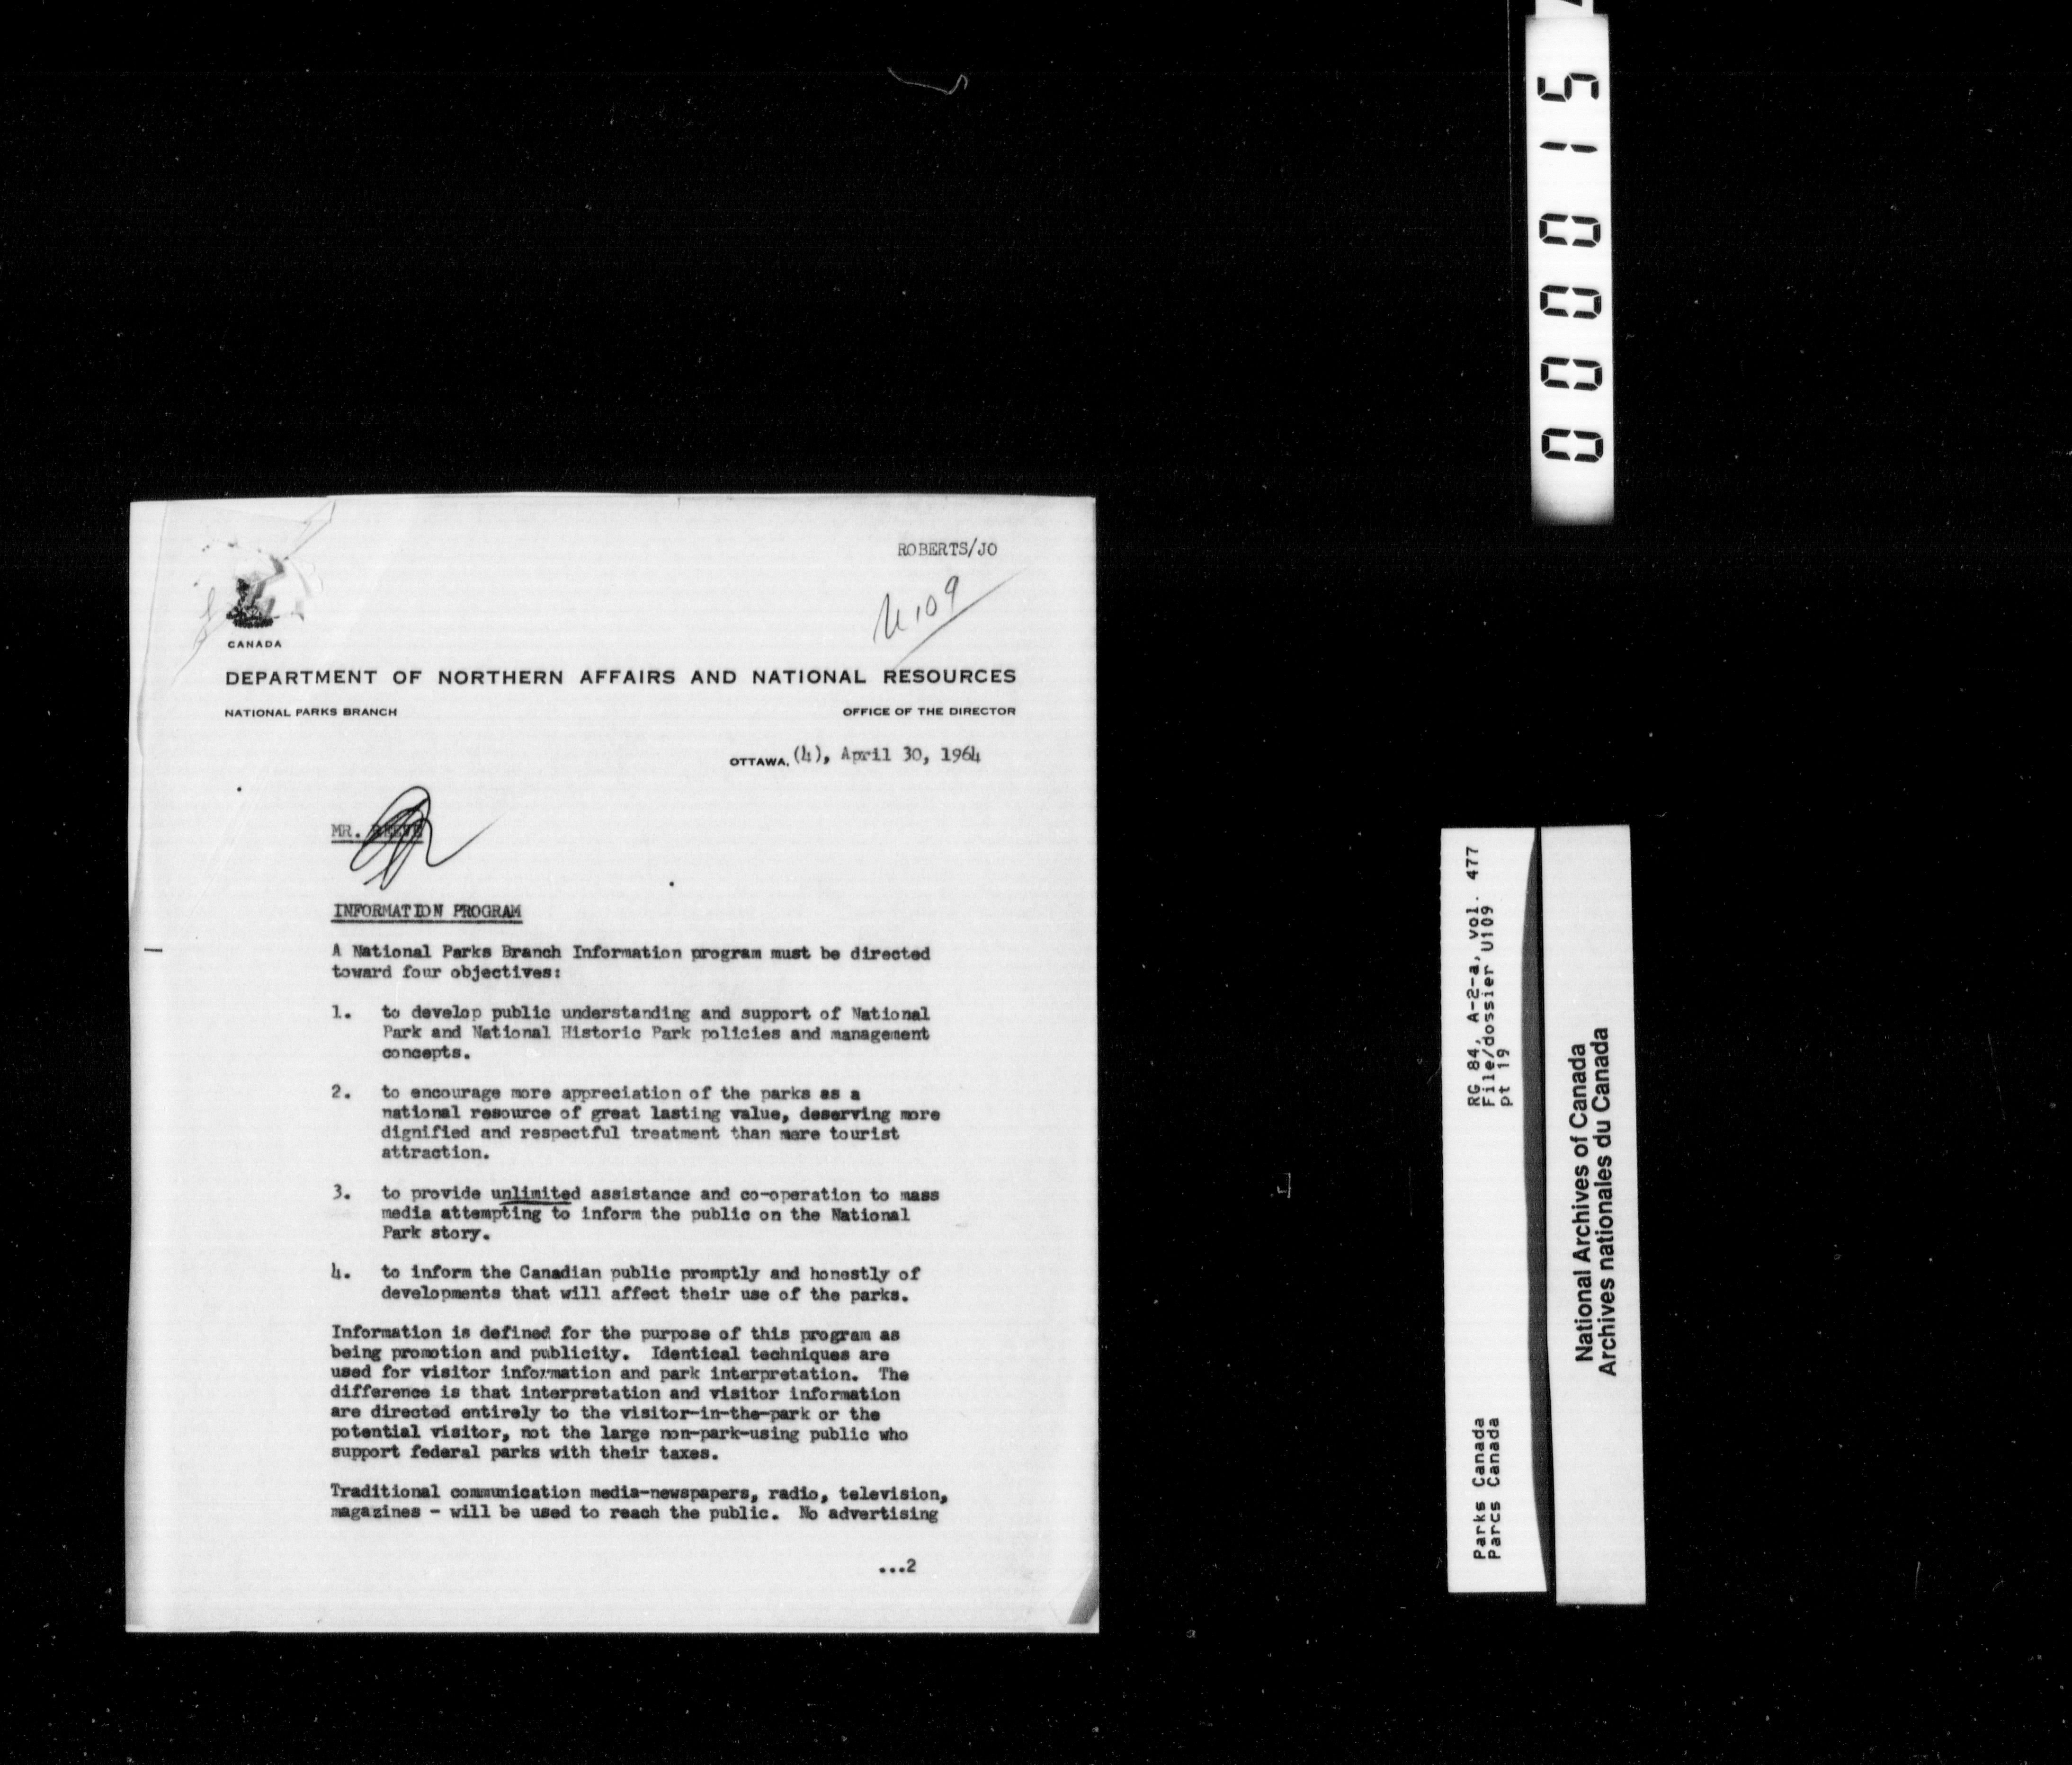 ROBERTS/JO
U109
CANADA
DEPARTMENT OF NORTHERN AFFAIRS AND NATIONAL RESOURCES
NATIONAL PARKS BRANCH OFFICE OF THE DIRECTOR
OTTAWA, (4), April 30, 1964
MR. REEVE
INFORMATION PROGRAM
A National Parks Branch Information program must be directed
toward four objectives:
1. to develop public understanding and support of National
Park and National Historic Park policies and management
concepts.
2. to encourage more appreciation of the parks as a
national resource of great lasting value, deserving more
dignified and respectful treatment than mere tourist
attraction.
3. to provide unlimited assistance and co-operation to mass
media attempting to inform the public on the National
Park story.
4. to inform the Canadian public promptly and honestly of
developments that will affect their use of the parks.
Information is defined for the purpose of this program as
being promotion and publicity. Identical techniques are
used for visitor information and park interpretation. The
difference is that interpretation and visitor information
are directed entirely to the visitor-in-the-park or the
potential visitor, not the large non-park-using public who
support federal parks with their taxes.
Traditional communication media-newspapers, radio, television,
magazines - will be used to reach the public. No advertising
...2
000015
RG 84, A-2-a, vol. 477
File/dossier U109
pt 19
Parks Canada
Parcs Canada
National Archives of Canada
Archives nationales du Canada